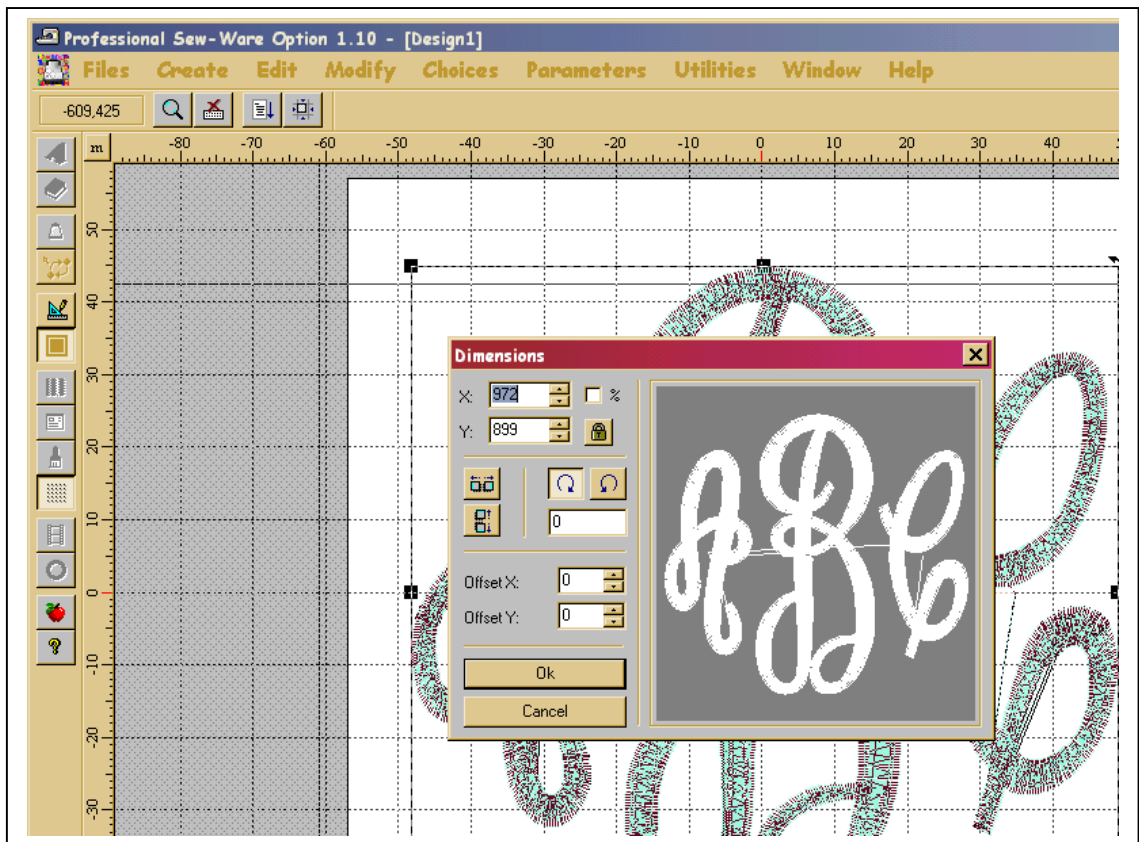 Professional Sew-Ware Option 1.10 - [Design1]
Files Create Edit Modify Choices Parameters Utilities Window Help
-609,425
m -80 -70 -60 -50 -40 -30 -20 -10 0 10 20 30 40
50
40
30
20
10
0
-10
-20
-30
Dimensions
X: 972 %
Y: 899
0
Offset X: 0
Offset Y: 0
Ok
Cancel
ABC